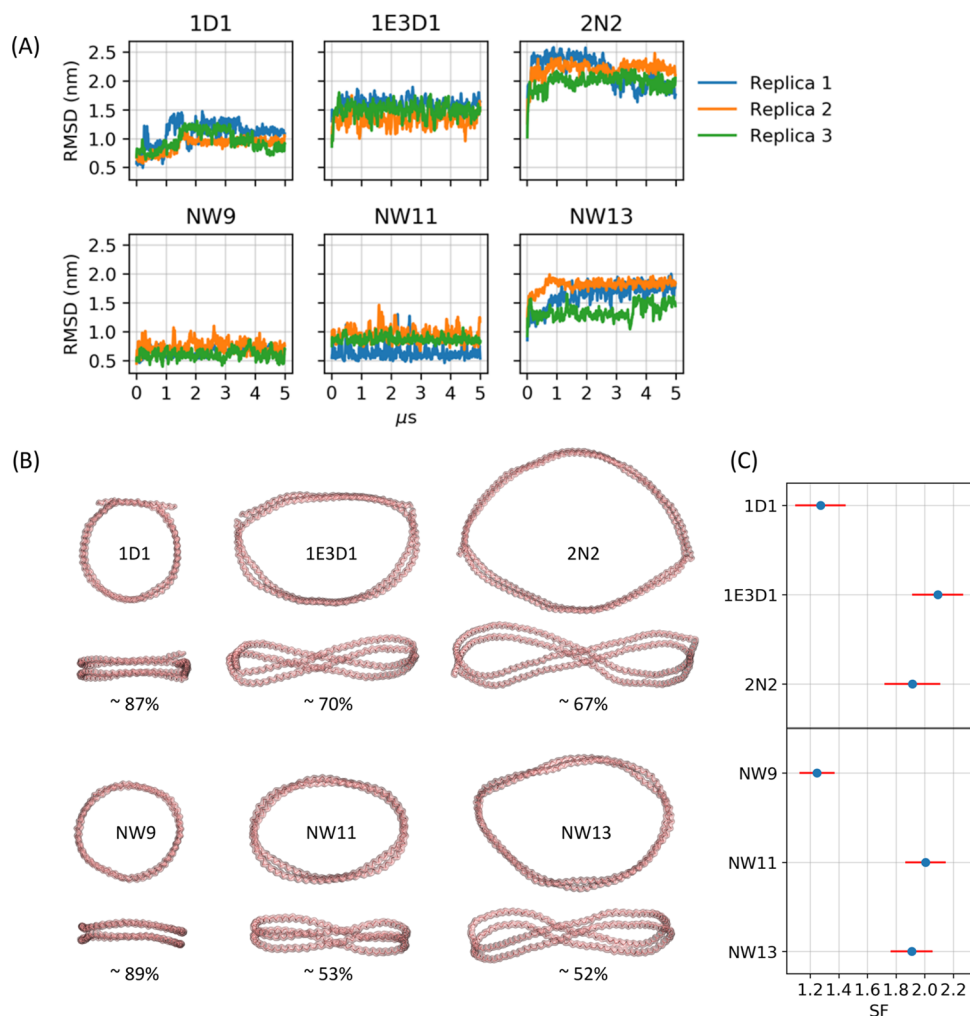 (A)
1D1 1E3D1 2N2
RMSD (nm)
2.5
2.0
1.5
1.0
0.5
Replica 1
Replica 2
Replica 3
NW9 NW11 NW13
RMSD (nm)
2.5
2.0
1.5
1.0
0.5
0 1 2 3 4 5 0 1 2 3 4 5 0 1 2 3 4 5
μs
(B)
1D1 1E3D1 2N2
~ 87% ~ 70% ~ 67%
NW9 NW11 NW13
~ 89% ~ 53% ~ 52%
(C)
1D1
1E3D1
2N2
NW9
NW11
NW13
1.2 1.4 1.6 1.8 2.0 2.2
SF